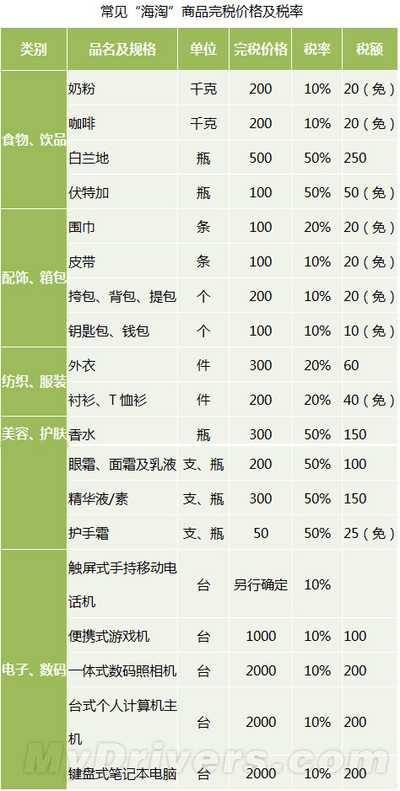 常见“海淘”商品完税价格及税率
类别 品名及规格 单位 完税价格 税率 税额
食物、饮品 奶粉 千克 200 10% 20（免）
咖啡 千克 200 10% 20（免）
白兰地 瓶 500 50% 250
伏特加 瓶 100 50% 50（免）
配饰、箱包 围巾 条 100 20% 20（免）
皮带 条 100 10% 20（免）
挎包、背包、提包 个 200 10% 20（免）
钥匙包、钱包 个 100 10% 10（免）
纺织、服装 外衣 件 300 20% 60
衬衫、T恤衫 件 200 20% 40（免）
美容、护肤 香水 瓶 300 50% 150
眼霜、面霜及乳液 支、瓶 200 50% 100
精华液/素 支、瓶 300 50% 150
护手霜 支、瓶 50 50% 25（免）
电子、数码 触屏式手持移动电
话机 台 另行确定 10%
便携式游戏机 台 1000 10% 100
一体式数码照相机 台 2000 10% 200
台式个人计算机主
机 台 2000 10% 200
键盘式笔记本电脑 台 2000 10% 200
MyDrivers.com